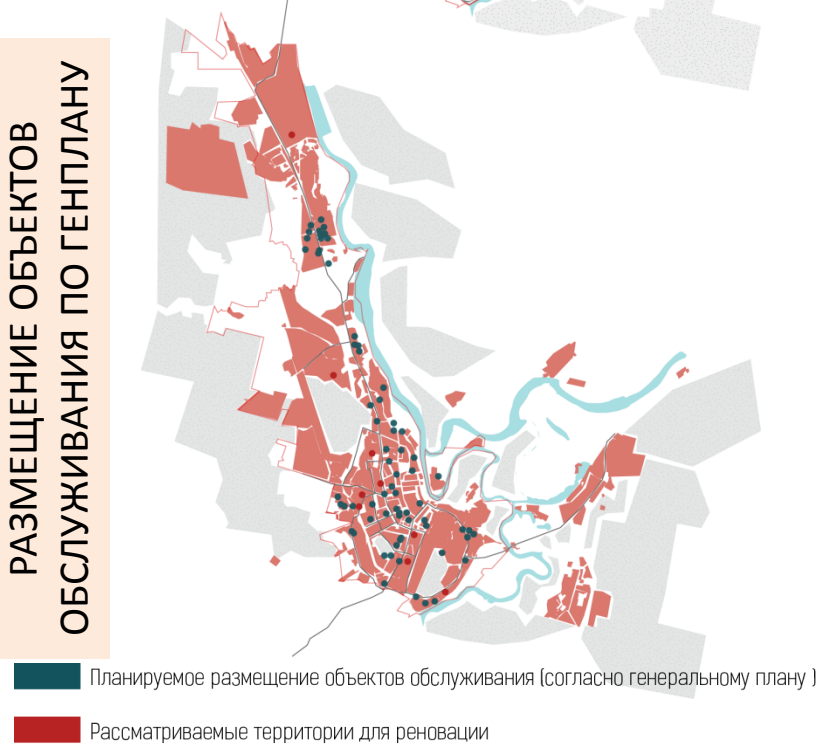 РАЗМЕЩЕНИЕ ОБЪЕКТОВ
ОБСЛУЖИВАНИЯ ПО ГЕНПЛАНУ
Планируемое размещение объектов обслуживания (согласно генеральному плану )
Рассматриваемые территории для реновации